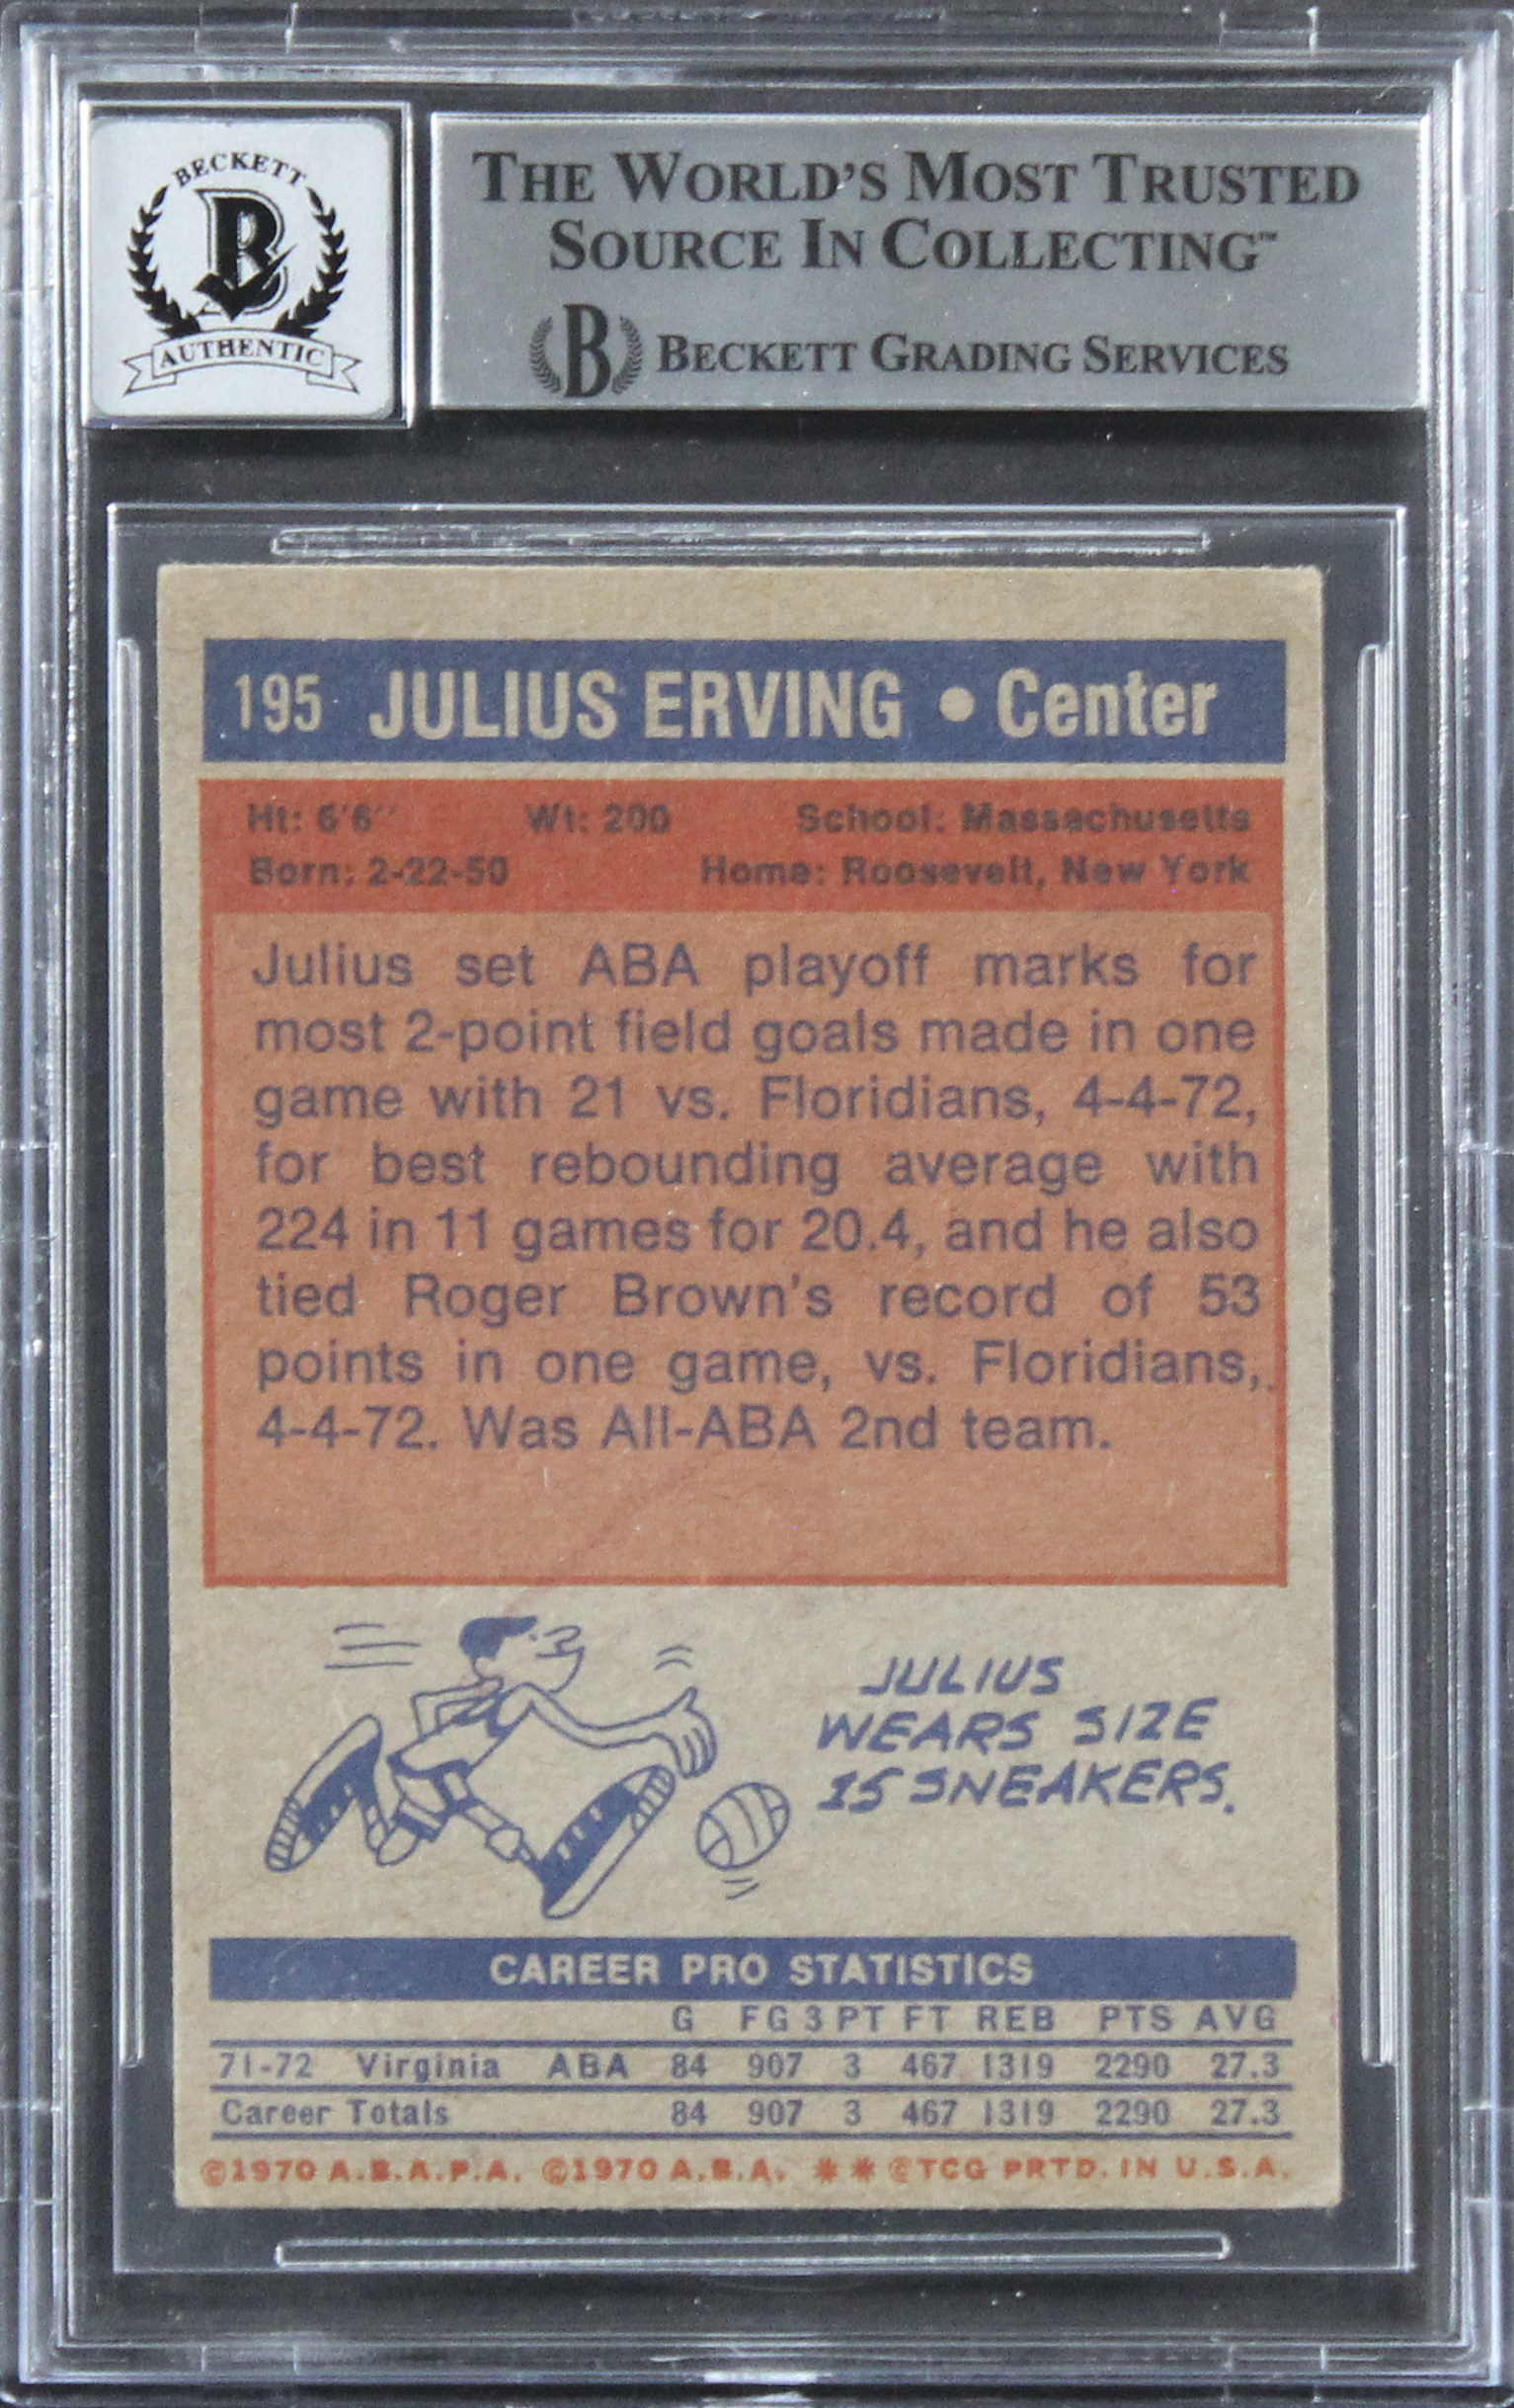 BECKETT
B
AUTHENTIC
THE WORLD'S MOST TRUSTED
SOURCE IN COLLECTING™
B BECKETT GRADING SERVICES
195 JULIUS ERVING • Center
Ht: 6'6" Wt: 200 School: Massachusetts
Born: 2-22-50 Home: Roosevelt, New York
Julius set ABA playoff marks for
most 2-point field goals made in one
game with 21 vs. Floridians, 4-4-72,
for best rebounding average with
224 in 11 games for 20.4, and he also
tied Roger Brown's record of 53
points in one game, vs. Floridians,
4-4-72. Was All-ABA 2nd team.
JULIUS
WEARS SIZE
15 SNEAKERS.
CAREER PRO STATISTICS
G FG 3 PT FT REB PTS AVG
71-72 Virginia ABA 84 907 3 467 1319 2290 27.3
Career Totals 84 907 3 467 1319 2290 27.3
©1970 A.B.A.P.A. ©1970 A.B.A. ** ©TCG PRTD. IN U.S.A.